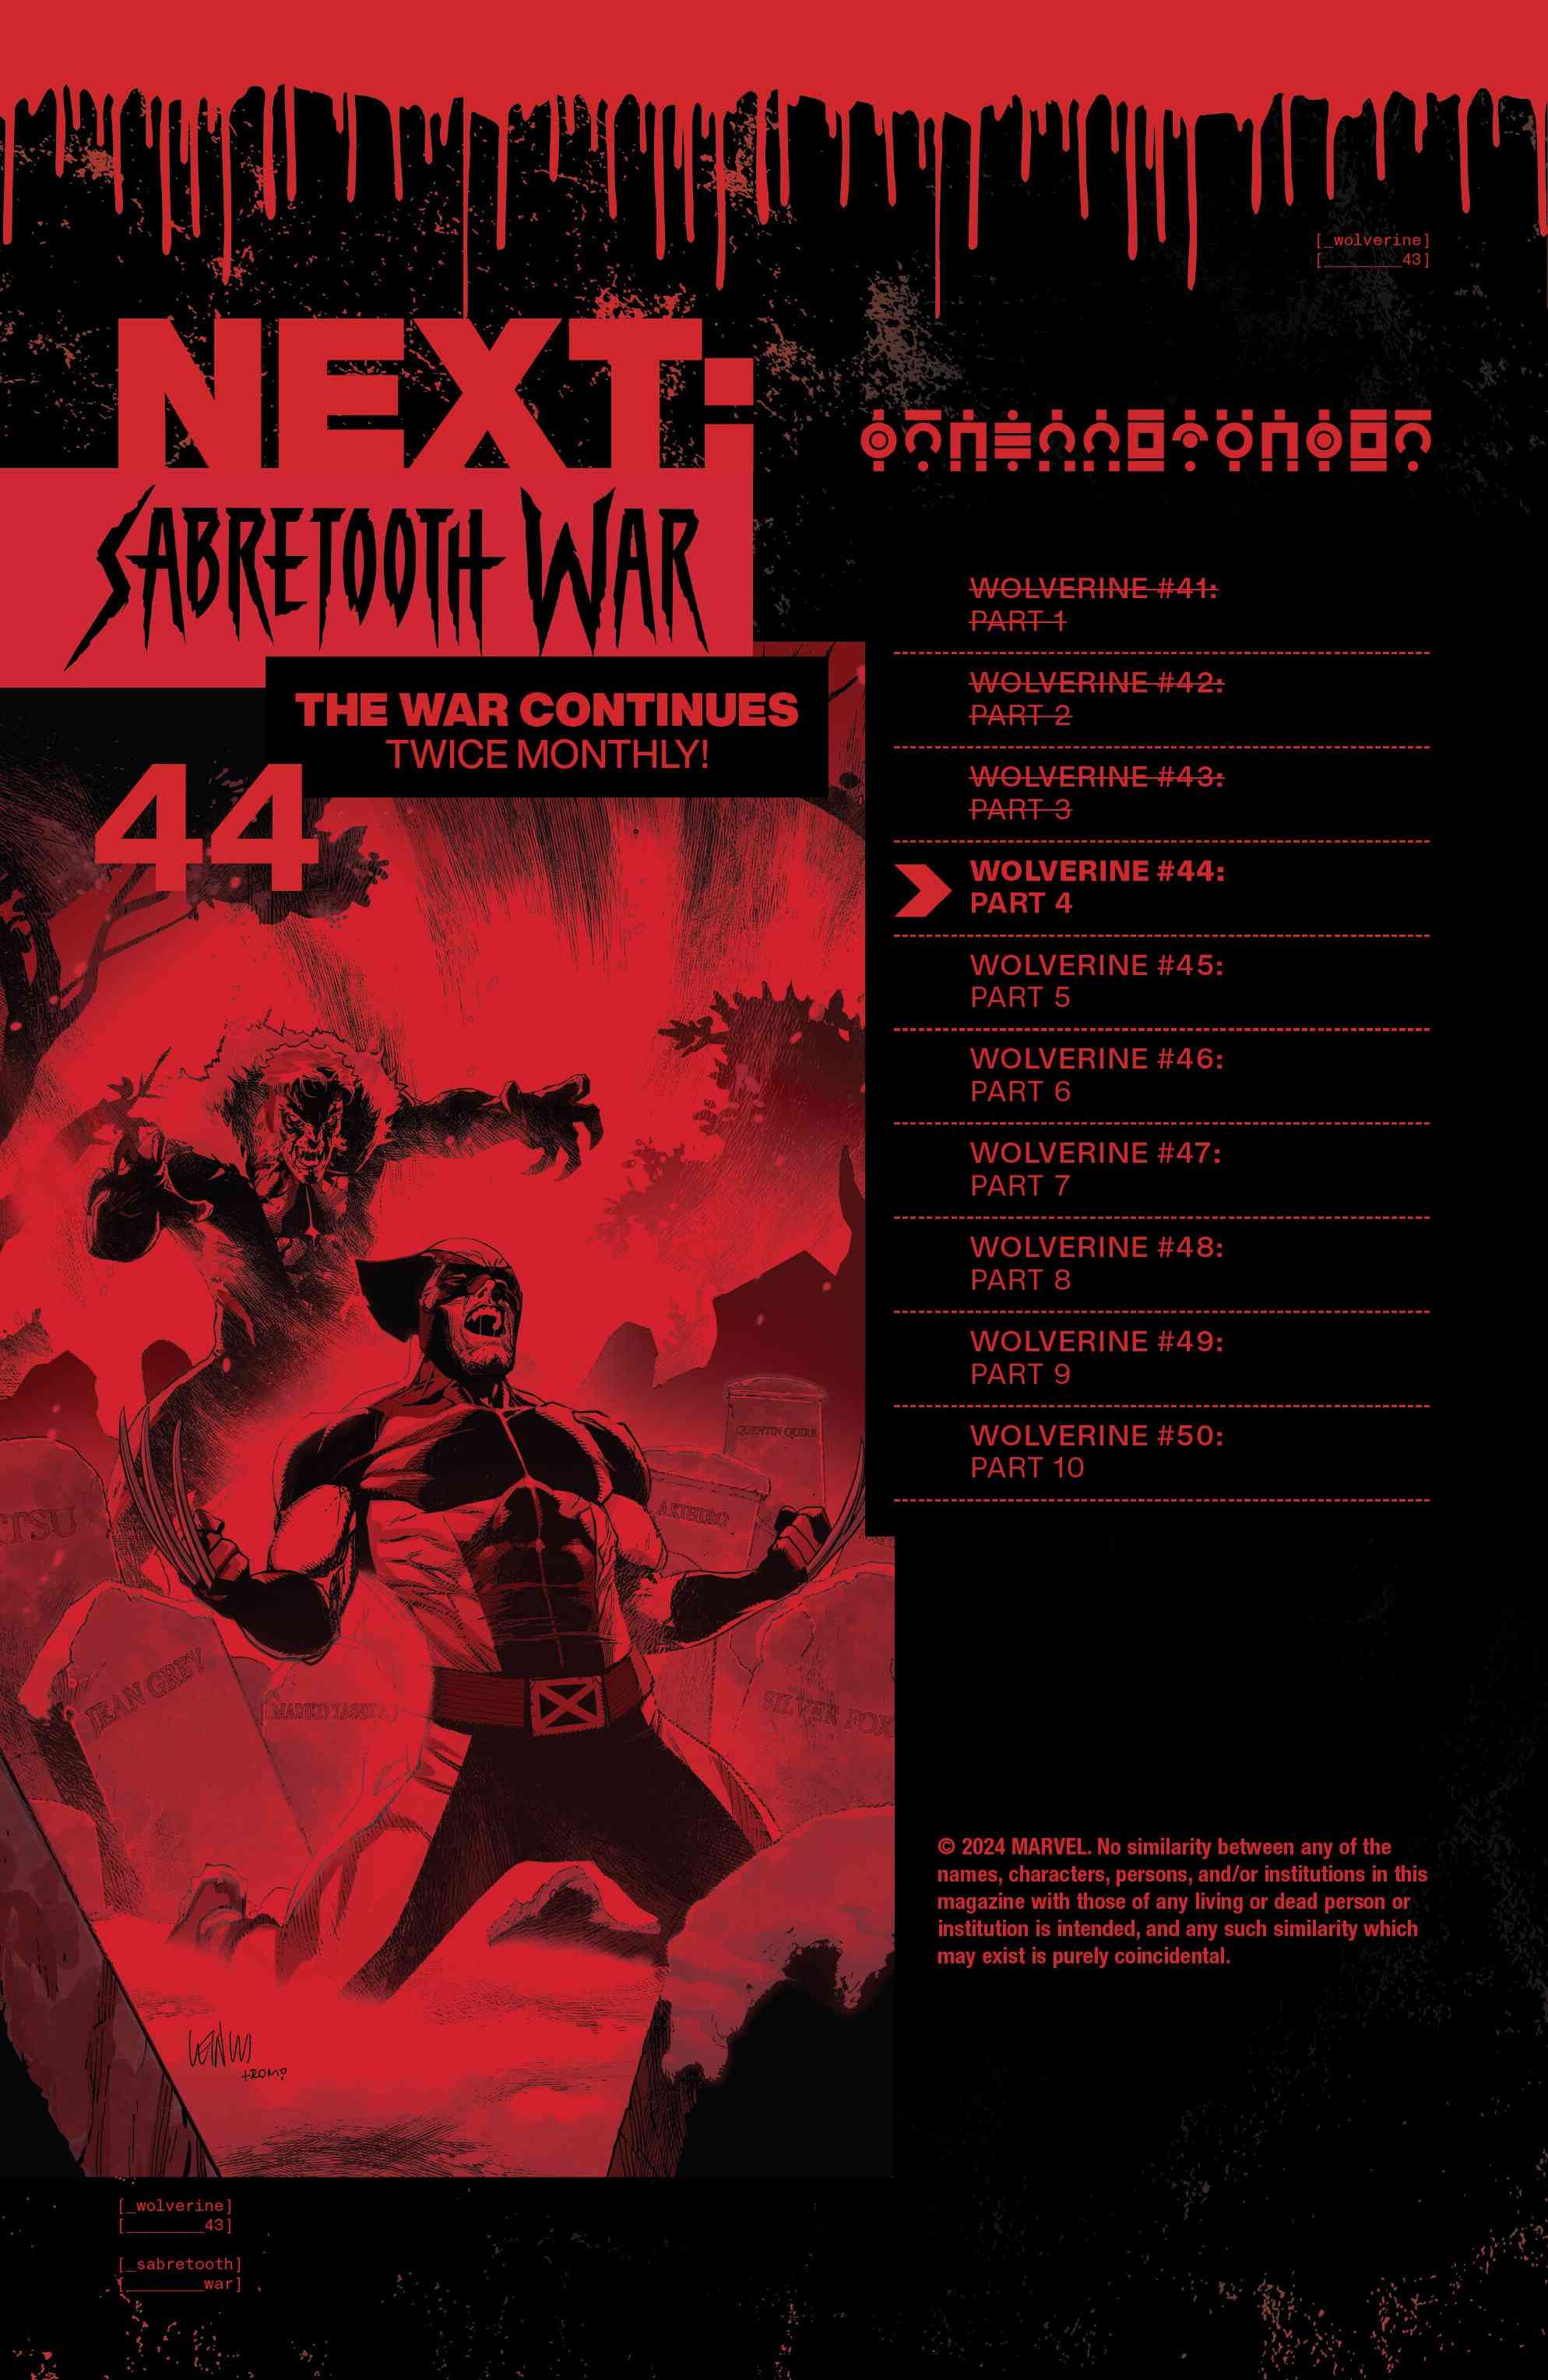 [_wolverine]
[________43]
NEXT:
SABRETOOTH WAR
THE WAR CONTINUES
TWICE MONTHLY!
44
QUENTIN QUIRE
TSU
JEAN GREY
MARIKO YASHIDA
SILVER FOX
WOLVERINE #41:
PART 1
WOLVERINE #42:
PART 2
WOLVERINE #43:
PART 3
WOLVERINE #44:
PART 4
WOLVERINE #45:
PART 5
WOLVERINE #46:
PART 6
WOLVERINE #47:
PART 7
WOLVERINE #48:
PART 8
WOLVERINE #49:
PART 9
WOLVERINE #50:
PART 10
© 2024 MARVEL. No similarity between any of the
names, characters, persons, and/or institutions in this
magazine with those of any living or dead person or
institution is intended, and any such similarity which
may exist is purely coincidental.
[_wolverine]
[________43]
[_sabretooth]
[________war]